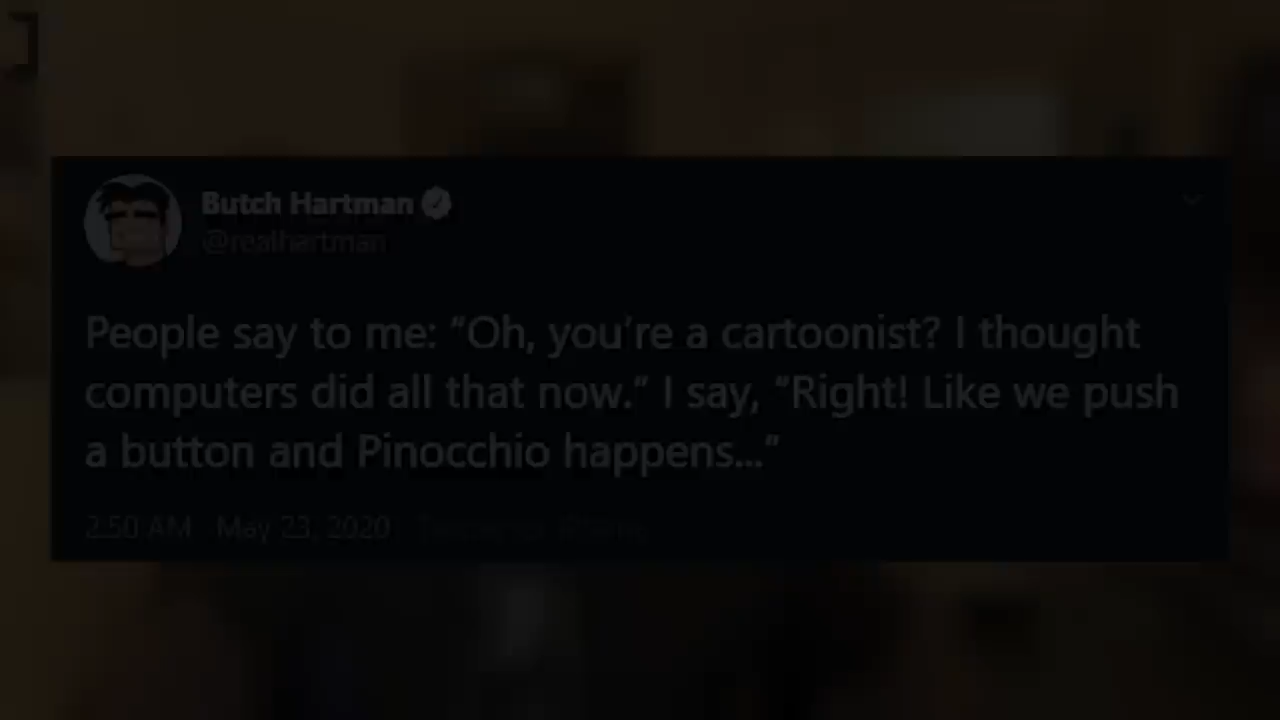 Butch Hartman
@realhartman
People say to me: “Oh, you’re a cartoonist? I thought
computers did all that now.” I say, “Right! Like we push
a button and Pinocchio happens...”
2:50 AM · May 23, 2020